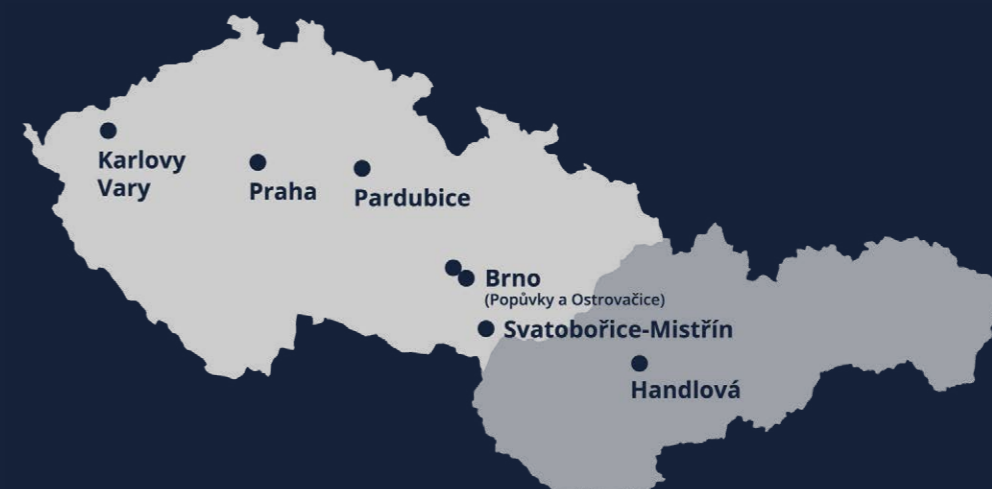 Karlovy
Vary
Praha
Pardubice
Brno
(Popůvky a Ostrovačice)
Svatobořice-Mistřín
Handlová